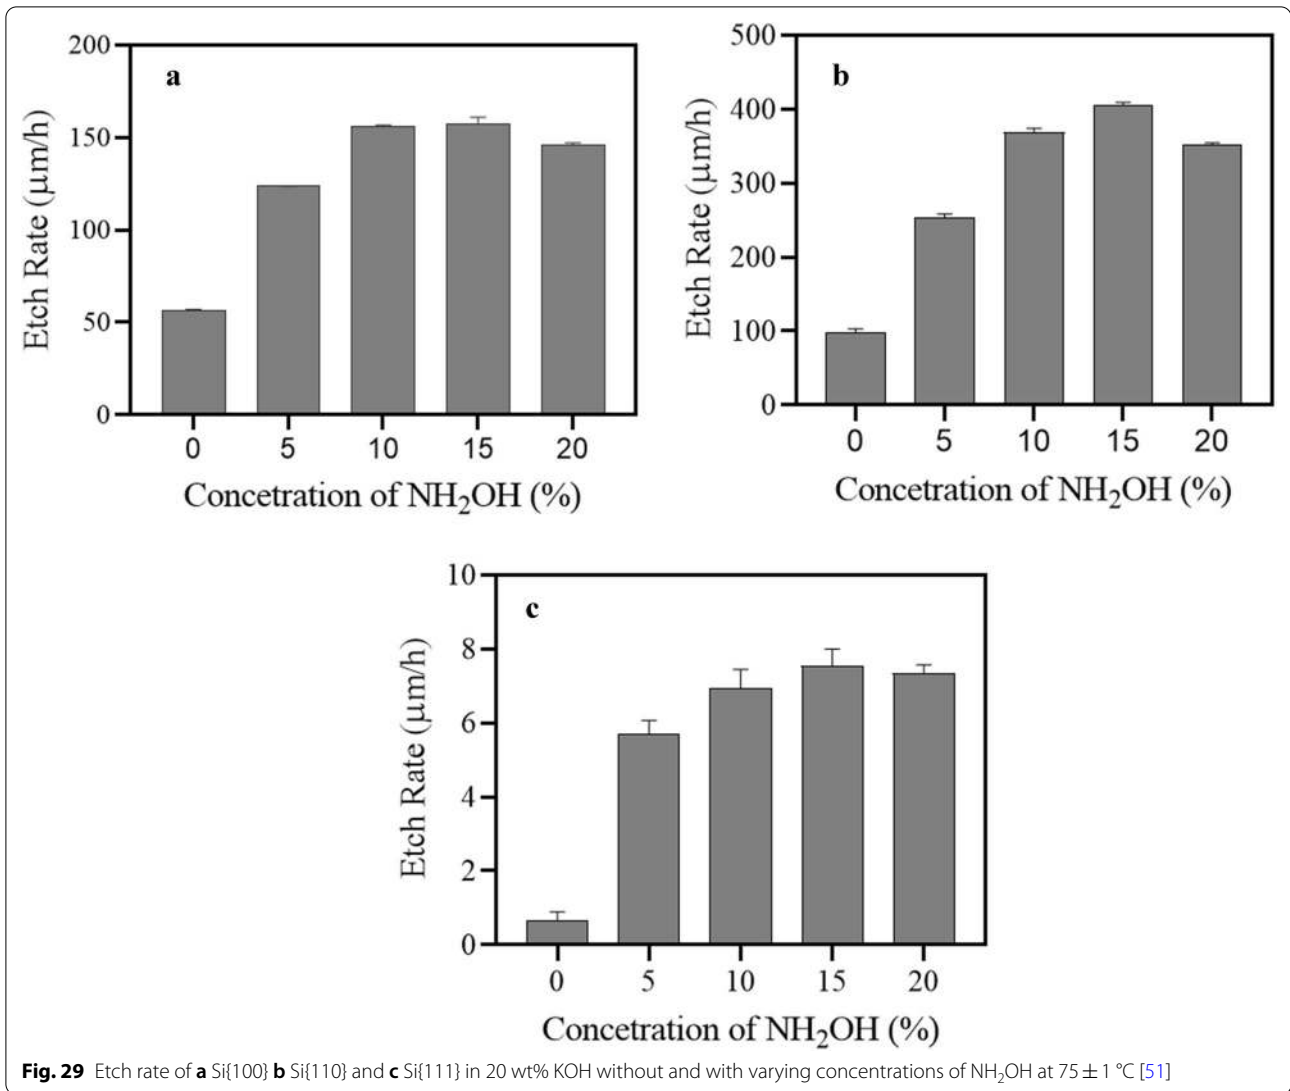 a
200
150
100
50
0
Etch Rate (μm/h)
0 5 10 15 20
Concetration of NH₂OH (%)
b
500
400
300
200
100
0
Etch Rate (μm/h)
0 5 10 15 20
Concetration of NH₂OH (%)
c
10
8
6
4
2
0
Etch Rate (μm/h)
0 5 10 15 20
Concetration of NH₂OH (%)
Fig. 29 Etch rate of a Si{100} b Si{110} and c Si{111} in 20 wt% KOH without and with varying concentrations of NH₂OH at 75 ± 1 °C [51]